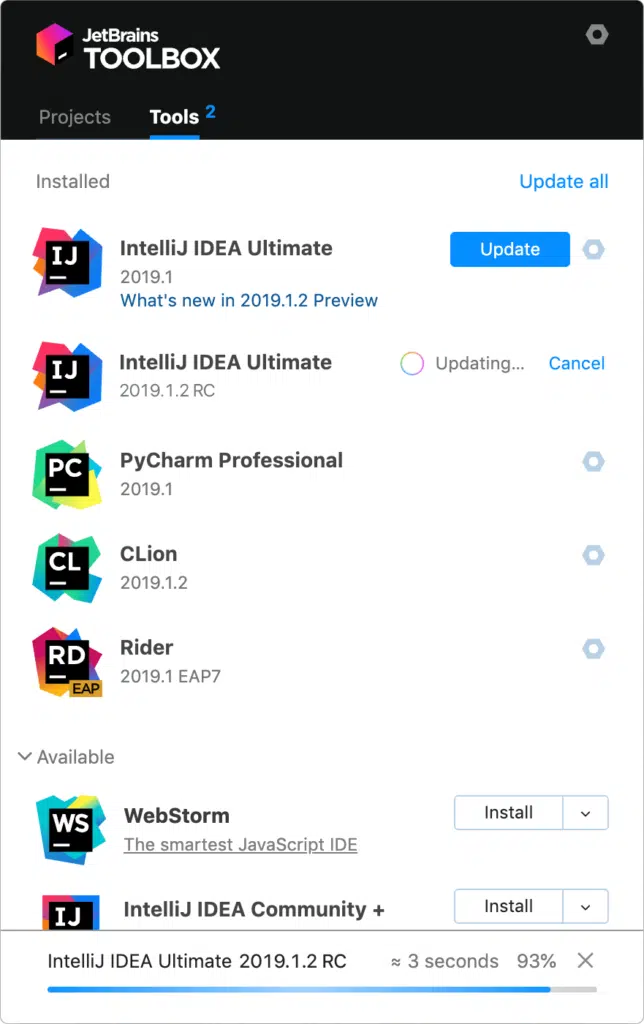 JetBrains
TOOLBOX
Projects Tools 2
Installed Update all
IJ
IntelliJ IDEA Ultimate Update
2019.1
What's new in 2019.1.2 Preview
IJ
IntelliJ IDEA Ultimate Updating... Cancel
2019.1.2 RC
PC
PyCharm Professional
2019.1
CL
CLion
2019.1.2
RD
EAP
Rider
2019.1 EAP7
Available
WS
WebStorm Install
The smartest JavaScript IDE
IJ
IntelliJ IDEA Community + Install
IntelliJ IDEA Ultimate 2019.1.2 RC ≈ 3 seconds 93%